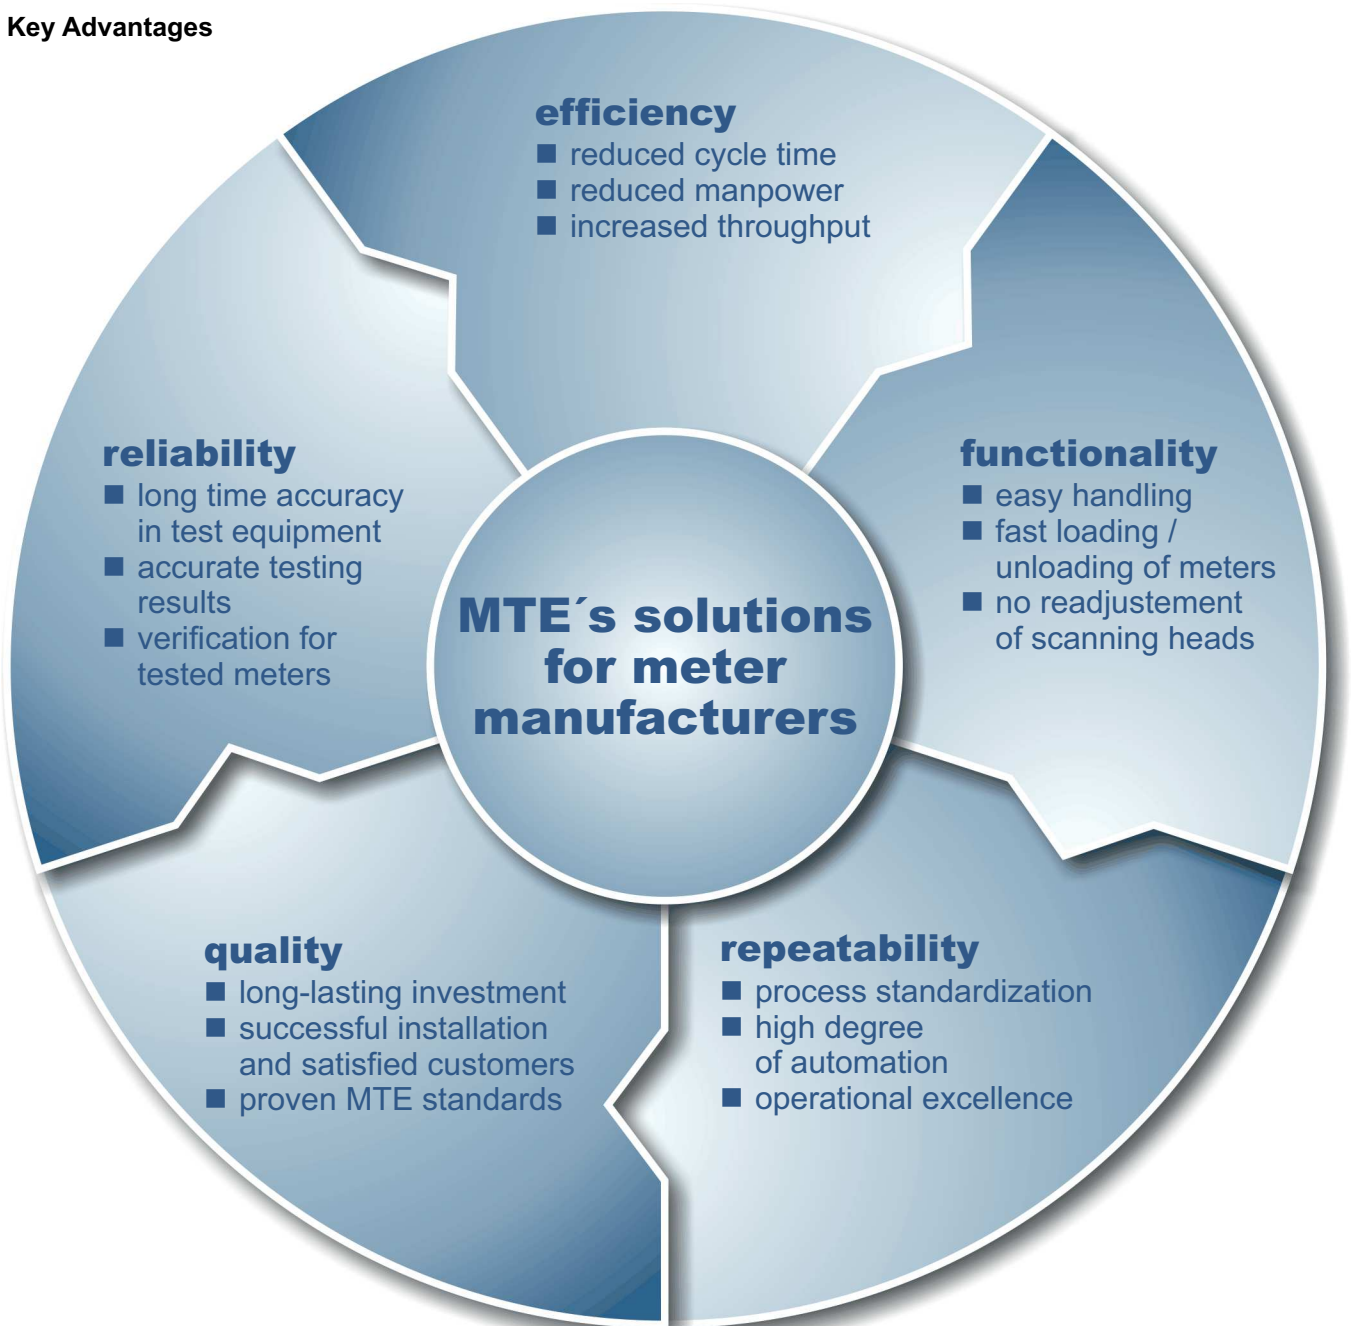 Key Advantages
efficiency
■ reduced cycle time
■ reduced manpower
■ increased throughput
functionality
■ easy handling
■ fast loading /
unloading of meters
■ no readjustement
of scanning heads
repeatability
■ process standardization
■ high degree
of automation
■ operational excellence
quality
■ long-lasting investment
■ successful installation
and satisfied customers
■ proven MTE standards
reliability
■ long time accuracy
in test equipment
■ accurate testing
results
■ verification for
tested meters
MTE´s solutions
for meter
manufacturers